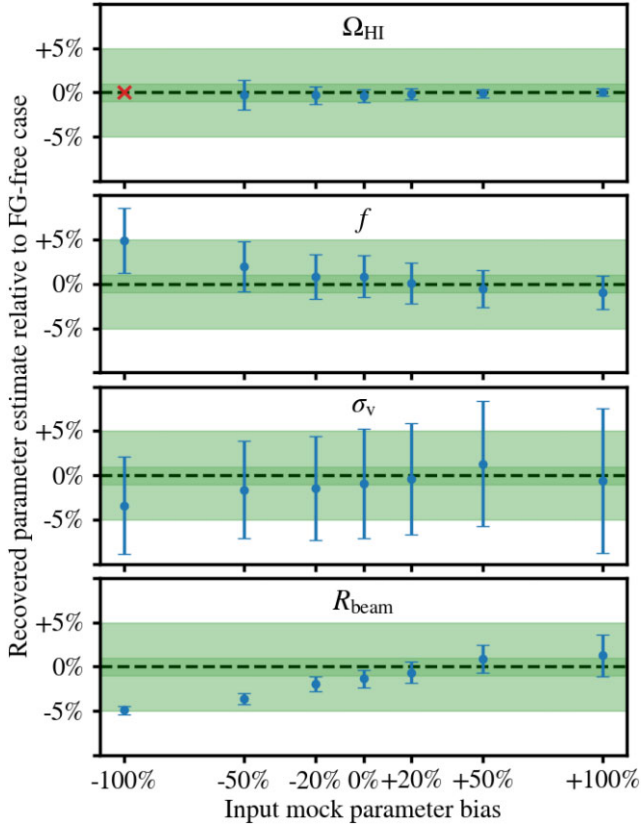 Recovered parameter estimate relative to FG-free case
Ω_HI
+5%
0%
-5%
f
+5%
0%
-5%
σ_v
+5%
0%
-5%
R_beam
+5%
0%
-5%
-100% -50% -20% 0% +20% +50% +100%
Input mock parameter bias